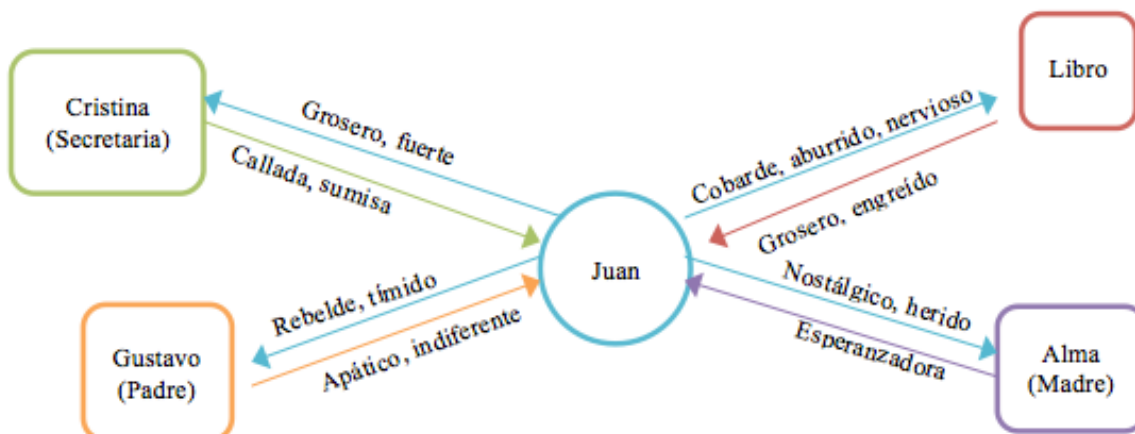 Cristina
(Secretaria)
Grosero, fuerte
Callada, sumisa
Libro
Cobarde, aburrido, nervioso
Grosero, engreído
Juan
Rebelde, tímido
Apático, indiferente
Gustavo
(Padre)
Nostálgico, herido
Esperanzadora
Alma
(Madre)